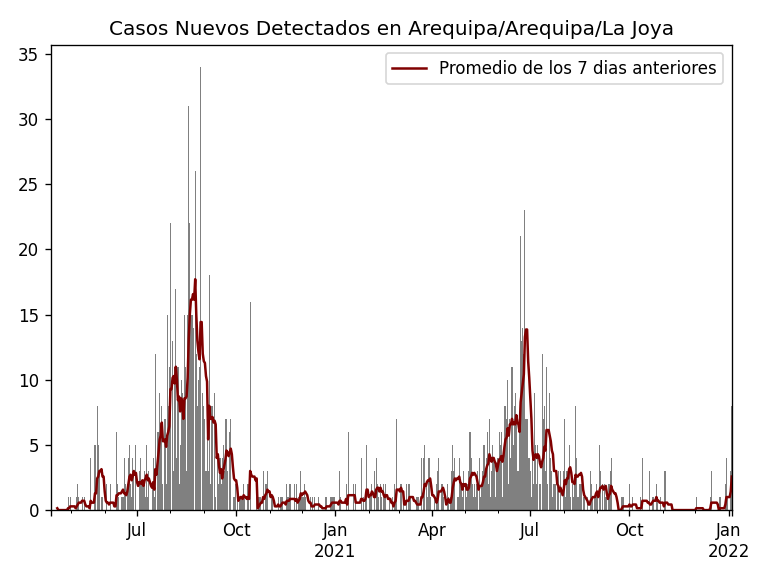 Casos Nuevos Detectados en Arequipa/Arequipa/La Joya
Promedio de los 7 dias anteriores
35
30
25
20
15
10
5
0
Jul
Oct
Jan
2021
Apr
Jul
Oct
Jan
2022